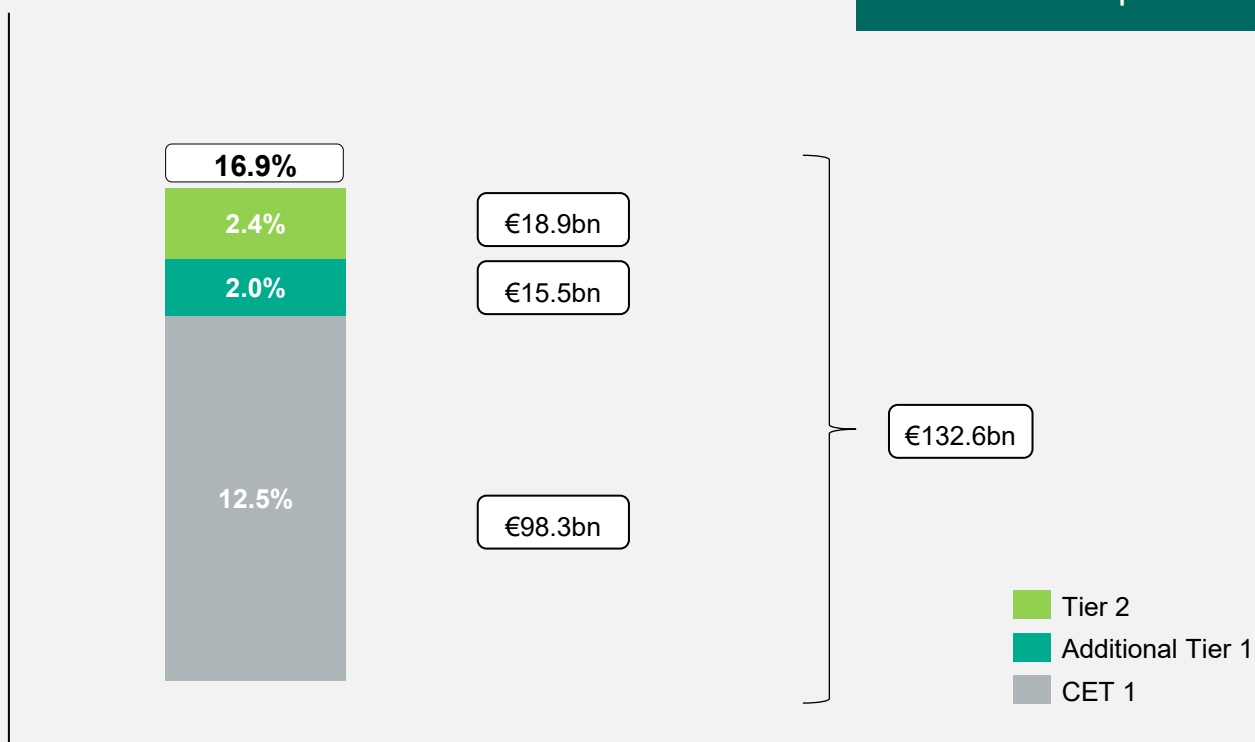 16.9%
2.4%
€18.9bn
2.0%
€15.5bn
€132.6bn
12.5%
€98.3bn
Tier 2
Additional Tier 1
CET 1